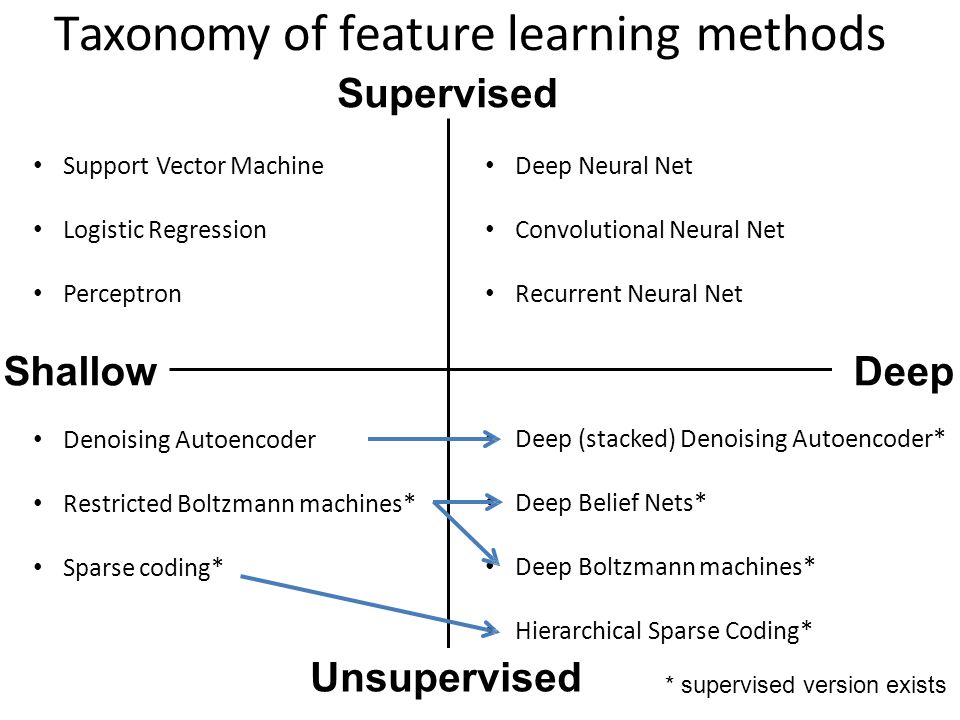 Taxonomy of feature learning methods
Supervised
• Support Vector Machine
• Logistic Regression
• Perceptron
• Deep Neural Net
• Convolutional Neural Net
• Recurrent Neural Net
Shallow
Deep
• Denoising Autoencoder
• Restricted Boltzmann machines*
• Sparse coding*
• Deep (stacked) Denoising Autoencoder*
• Deep Belief Nets*
• Deep Boltzmann machines*
• Hierarchical Sparse Coding*
Unsupervised
* supervised version exists